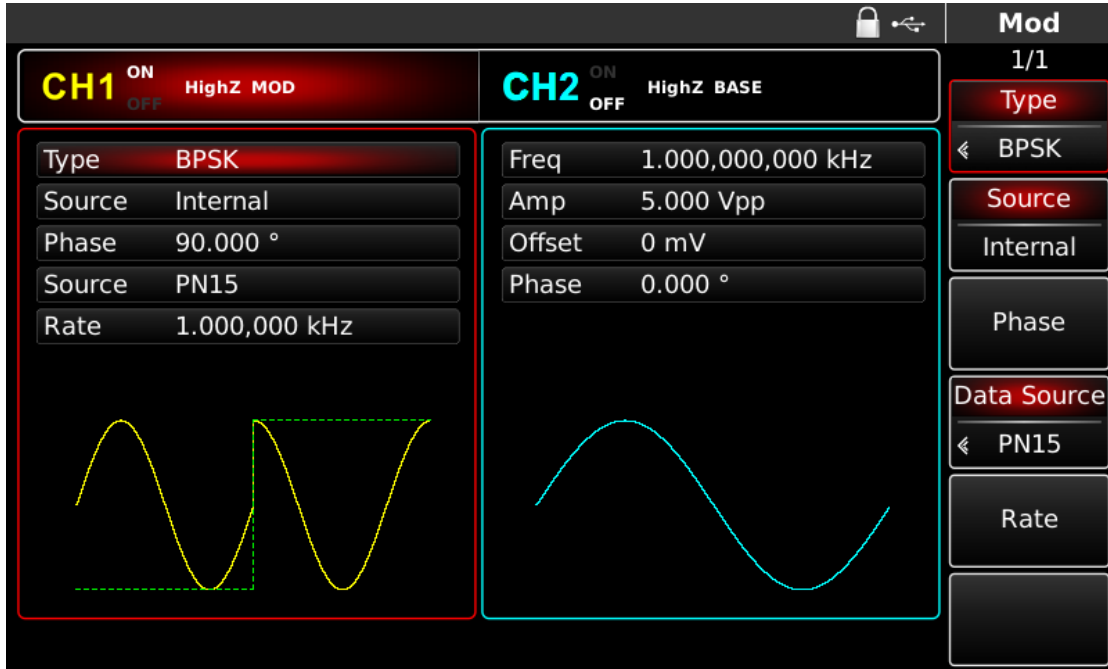 Mod
1/1
CH1 ON OFF HighZ MOD
CH2 ON OFF HighZ BASE
Type BPSK
Source Internal
Phase 90.000 °
Source PN15
Rate 1.000,000 kHz
Freq 1.000,000,000 kHz
Amp 5.000 Vpp
Offset 0 mV
Phase 0.000 °
Type
BPSK
Source
Internal
Phase
Data Source
PN15
Rate